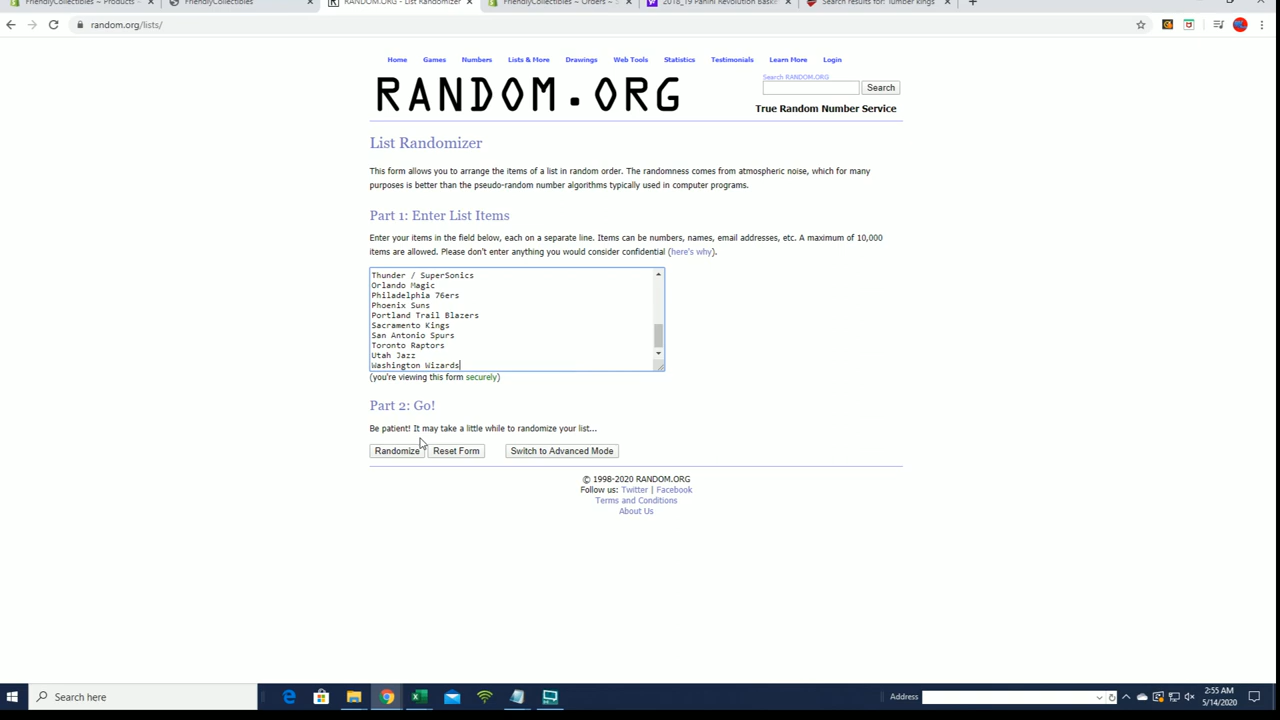 FriendlyCollectibles - Products -
FriendlyCollectibles
RANDOM.ORG - List Randomizer
FriendlyCollectibles - Orders -
2018_19 Panini Revolution Baske
Search results for:
random.org/lists/
Home Games Numbers Lists & More Drawings Web Tools Statistics Testimonials Learn More Login
RANDOM.ORG
Search RANDOM.ORG
Search
True Random Number Service
List Randomizer
This form allows you to arrange the items of a list in random order. The randomness comes from atmospheric noise, which for many
purposes is better than the pseudo-random number algorithms typically used in computer programs.
Part 1: Enter List Items
Enter your items in the field below, each on a separate line. Items can be numbers, names, email addresses, etc. A maximum of 10,000
items are allowed. Please don't enter anything you would consider confidential (here's why).
Thunder / SuperSonics
Orlando Magic
Philadelphia 76ers
Phoenix Suns
Portland Trail Blazers
Sacramento Kings
San Antonio Spurs
Toronto Raptors
Utah Jazz
Washington Wizards
(you're viewing this form securely)
Part 2: Go!
Be patient! It may take a little while to randomize your list...
Randomize Reset Form Switch to Advanced Mode
© 1998-2020 RANDOM.ORG
Follow us: Twitter | Facebook
Terms and Conditions
About Us
Search here
Address
2:55 AM
5/14/2020